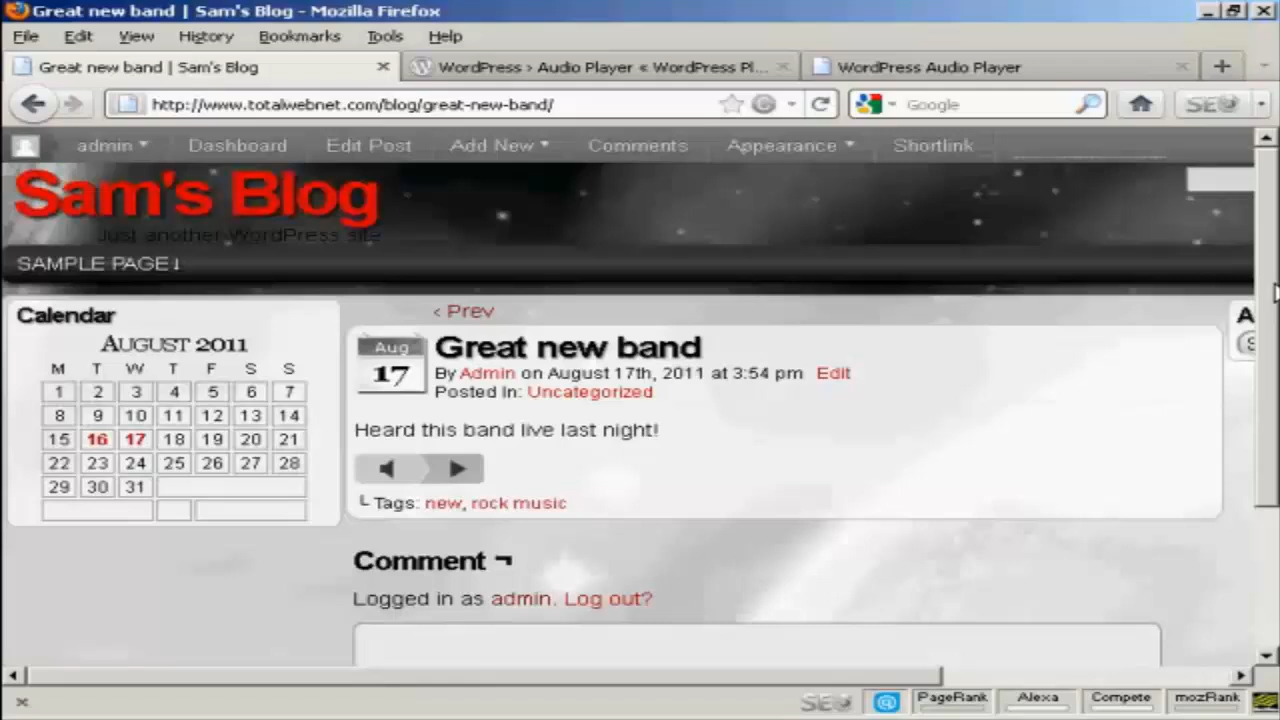 Great new band | Sam's Blog - Mozilla Firefox
File Edit View History Bookmarks Tools Help
Great new band | Sam's Blog WordPress › Audio Player « WordPress Pl... WordPress Audio Player
http://www.totalwebnet.com/blog/great-new-band/ Google
admin Dashboard Edit Post Add New Comments Appearance Shortlink
Sam's Blog
Just another WordPress site
SAMPLE PAGE↓
Calendar
AUGUST 2011
M T W T F S S
1 2 3 4 5 6 7
8 9 10 11 12 13 14
15 16 17 18 19 20 21
22 23 24 25 26 27 28
29 30 31
‹ Prev
Aug
17
Great new band
By Admin on August 17th, 2011 at 3:54 pm Edit
Posted In: Uncategorized
Heard this band live last night!
└ Tags: new, rock music
Comment ¬
Logged in as admin. Log out?
PageRank Alexa Compete mozRank